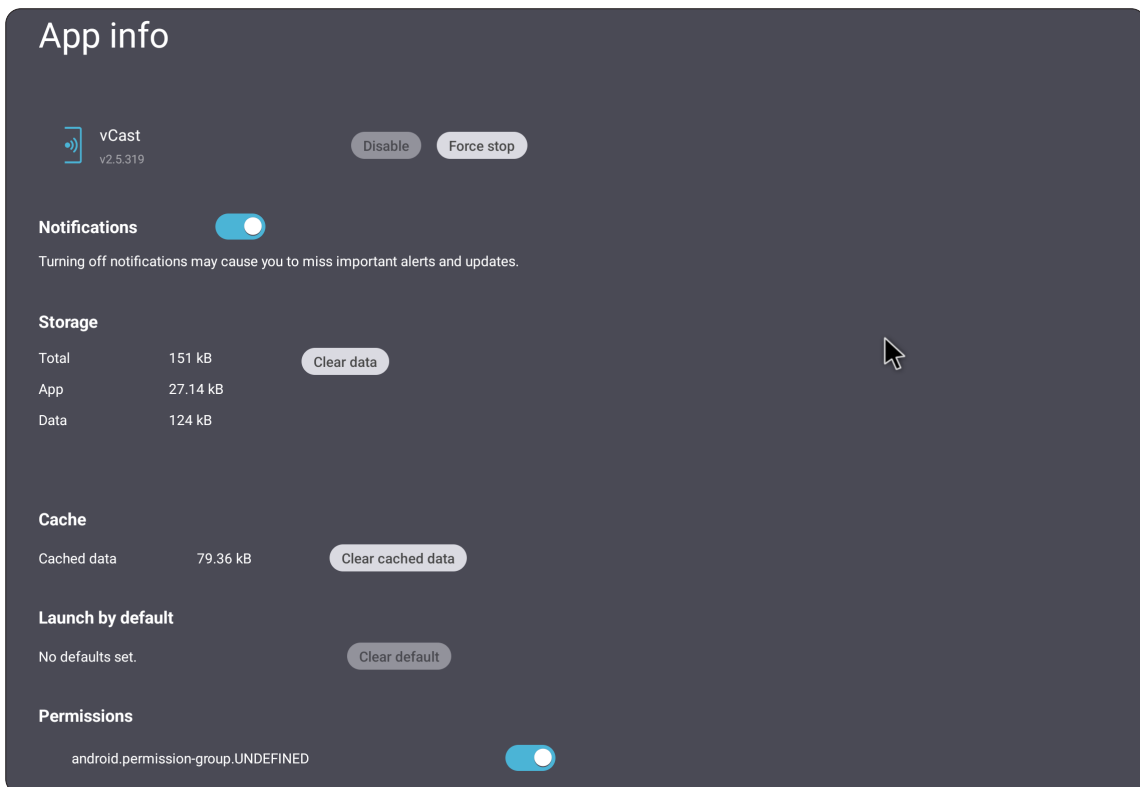 App info
vCast
v2.5.319
Disable
Force stop
Notifications
Turning off notifications may cause you to miss important alerts and updates.
Storage
Total 151 kB
Clear data
App 27.14 kB
Data 124 kB
Cache
Cached data 79.36 kB
Clear cached data
Launch by default
No defaults set.
Clear default
Permissions
android.permission-group.UNDEFINED